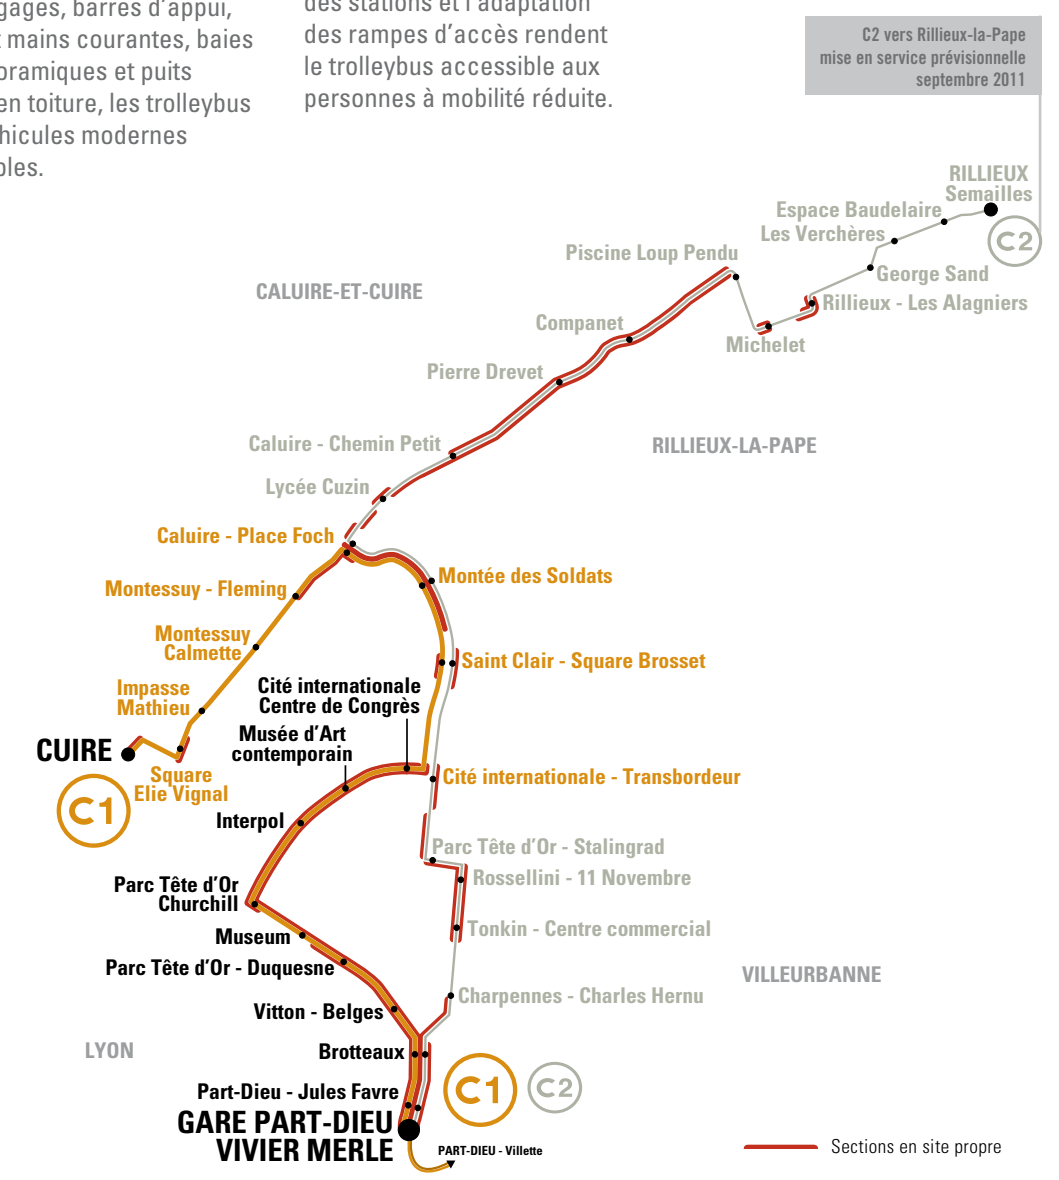 mains courantes, baies
et puits
en toiture, les trolleybus
modernes
des stations et l'adaptation
des rampes d'accès rendent
le trolleybus accessible aux
personnes à mobilité réduite.
C2 vers Rillieux-la-Pape
mise en service prévisionnelle
septembre 2011
RILLIEUX
Semailles
C2
Espace Baudelaire
Les Verchères
George Sand
Piscine Loup Pendu
Rillieux - Les Alagniers
CALUIRE-ET-CUIRE
Companet
Michelet
Pierre Drevet
Caluire - Chemin Petit
RILLIEUX-LA-PAPE
Lycée Cuzin
Caluire - Place Foch
Montée des Soldats
Montessuy - Fleming
Montessuy
Calmette
Saint Clair - Square Brosset
Impasse
Mathieu
Cité internationale
Centre de Congrès
Musée d'Art
contemporain
CUIRE
C1
Square
Elie Vignal
Cité internationale - Transbordeur
Interpol
Parc Tête d'Or - Stalingrad
Rossellini - 11 Novembre
Parc Tête d'Or
Churchill
Tonkin - Centre commercial
Museum
Parc Tête d'Or - Duquesne
VILLEURBANNE
Charpennes - Charles Hernu
Vitton - Belges
LYON
Brotteaux
C1
C2
Part-Dieu - Jules Favre
GARE PART-DIEU
VIVIER MERLE
PART-DIEU - Villette
Sections en site propre